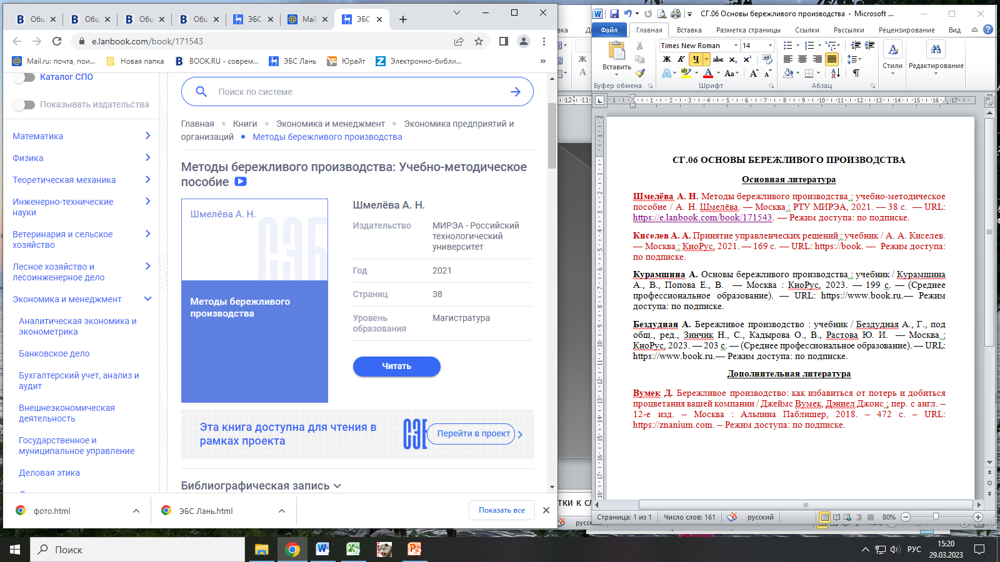 Общ
Общ
Общ
Общ
ЭБС
Mail
ЭБС
e.lanbook.com/book/171543
Mail.ru: почта, пои...
Новая папка
BOOK.RU - соврем...
ЭБС Лань
Юрайт
Электронно-библи...
»
Каталог СПО
Показывать издательства
Математика
Физика
Теоретическая механика
Инженерно-технические
науки
Ветеринария и сельское
хозяйство
Лесное хозяйство и
лесоинженерное дело
Экономика и менеджмент
Аналитическая экономика и
эконометрика
Банковское дело
Бухгалтерский учет, анализ и
аудит
Внешнеэкономическая
деятельность
Государственное и
муниципальное управление
Деловая этика
Поиск по системе
Главная • Книги • Экономика и менеджмент • Экономика предприятий и
организаций • Методы бережливого производства
Методы бережливого производства: Учебно-методическое
пособие
Шмелёва А. Н.
СЭБ
Методы бережливого
производства
Шмелёва А. Н.
Издательство МИРЭА - Российский
технологический
университет
Год 2021
Страниц 38
Уровень
образования Магистратура
Читать
Эта книга доступна для чтения в
рамках проекта
СЭБ
Перейти в проект
Библиографическая запись
фото.html
ЭБС Лань.html
Показать все
СГ.06 Основы бережливого производства - Microsoft ...
Файл Главная Вставка Разметка страницы Ссылки Рассылки Рецензирование Вид
Times New Roman 14
Вставить
Ж К Ч abc x₂ x²
A ab A Aa A A
Стили
Редактирование
Буфер обмена Шрифт Абзац
СГ.06 ОСНОВЫ БЕРЕЖЛИВОГО ПРОИЗВОДСТВА
Основная литература
Шмелёва А. Н. Методы бережливого производства : учебно-методическое
пособие / А. Н. Шмелёва. — Москва : РТУ МИРЭА, 2021. — 38 с. — URL:
https://e.lanbook.com/book/171543. — Режим доступа: по подписке.
Киселев А. А. Принятие управленческих решений : учебник / А. А. Киселев.
— Москва : КноРус, 2021. — 169 с. — URL: https://book. — Режим доступа:
по подписке.
Курамшина А. Основы бережливого производства : учебник / Курамшина
А., В., Попова Е., В. — Москва : КноРус, 2023. — 199 с. — (Среднее
профессиональное образование). — URL: https://www.book.ru.— Режим
доступа: по подписке.
Бездудная А. Бережливое производство : учебник / Бездудная А., Г., под
общ., ред., Зинчик Н., С., Кадырова О., В., Растова Ю. И. — Москва :
КноРус, 2023. — 203 с. — (Среднее профессиональное образование). — URL:
https://www.book.ru.— Режим доступа: по подписке.
Дополнительная литература
Вумек Д. Бережливое производство: как избавиться от потерь и добиться
процветания вашей компании / Джеймс Вумек, Дэниел Джонс ; пер. с англ. –
12-е изд. – Москва : Альпина Паблишер, 2018. – 472 с. – URL:
https://znanium.com. – Режим доступа: по подписке.
Страница: 1 из 1 Число слов: 161 русский 80%
русский
Поиск
РУС
15:20
29.03.2023